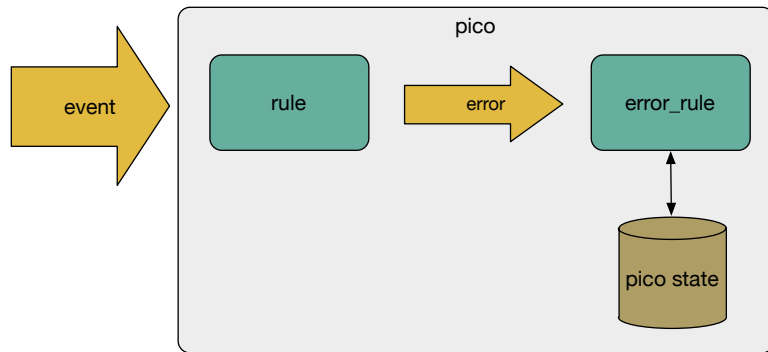 pico
event
rule
error
error_rule
pico state